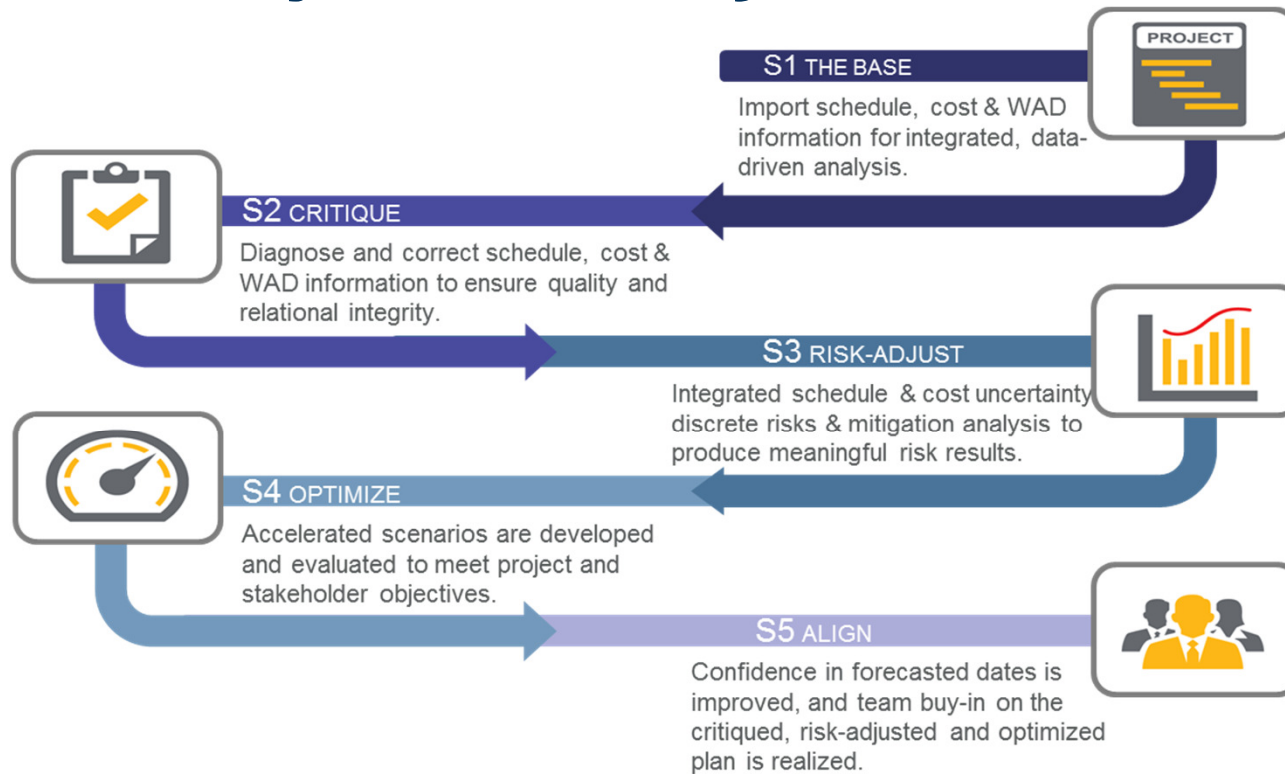 PROJECT
S1 THE BASE
Import schedule, cost & WAD
information for integrated, data-
driven analysis.
S2 CRITIQUE
Diagnose and correct schedule, cost &
WAD information to ensure quality and
relational integrity.
S3 RISK-ADJUST
Integrated schedule & cost uncertainty
discrete risks & mitigation analysis to
produce meaningful risk results.
S4 OPTIMIZE
Accelerated scenarios are developed
and evaluated to meet project and
stakeholder objectives.
S5 ALIGN
Confidence in forecasted dates is
improved, and team buy-in on the
critiqued, risk-adjusted and optimized
plan is realized.